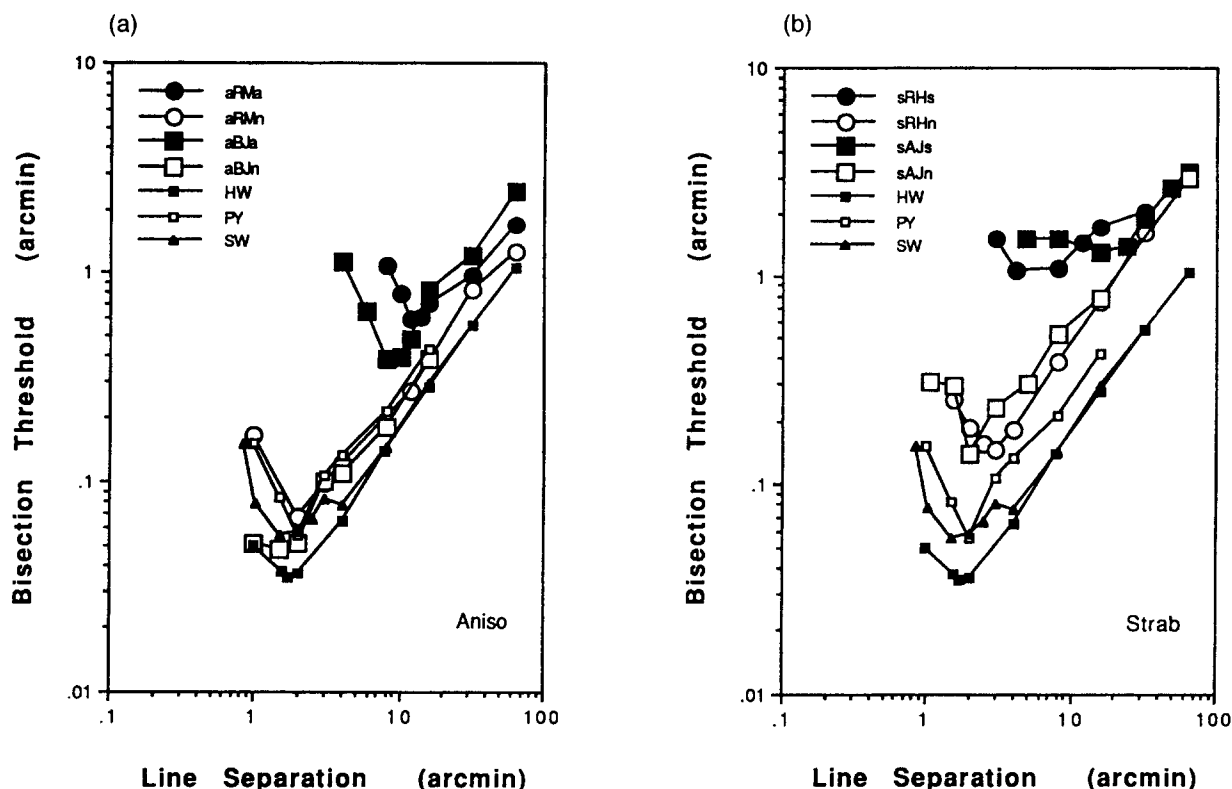 (a)
10
1
.1
.01
.1
1
10
100
Bisection Threshold (arcmin)
Line Separation (arcmin)
aRMa
aRMn
aBJa
aBJn
HW
PY
SW
Aniso
(b)
10
1
.1
.01
.1
1
10
100
Bisection Threshold (arcmin)
Line Separation (arcmin)
sRHs
sRHn
sAJs
sAJn
HW
PY
SW
Strab